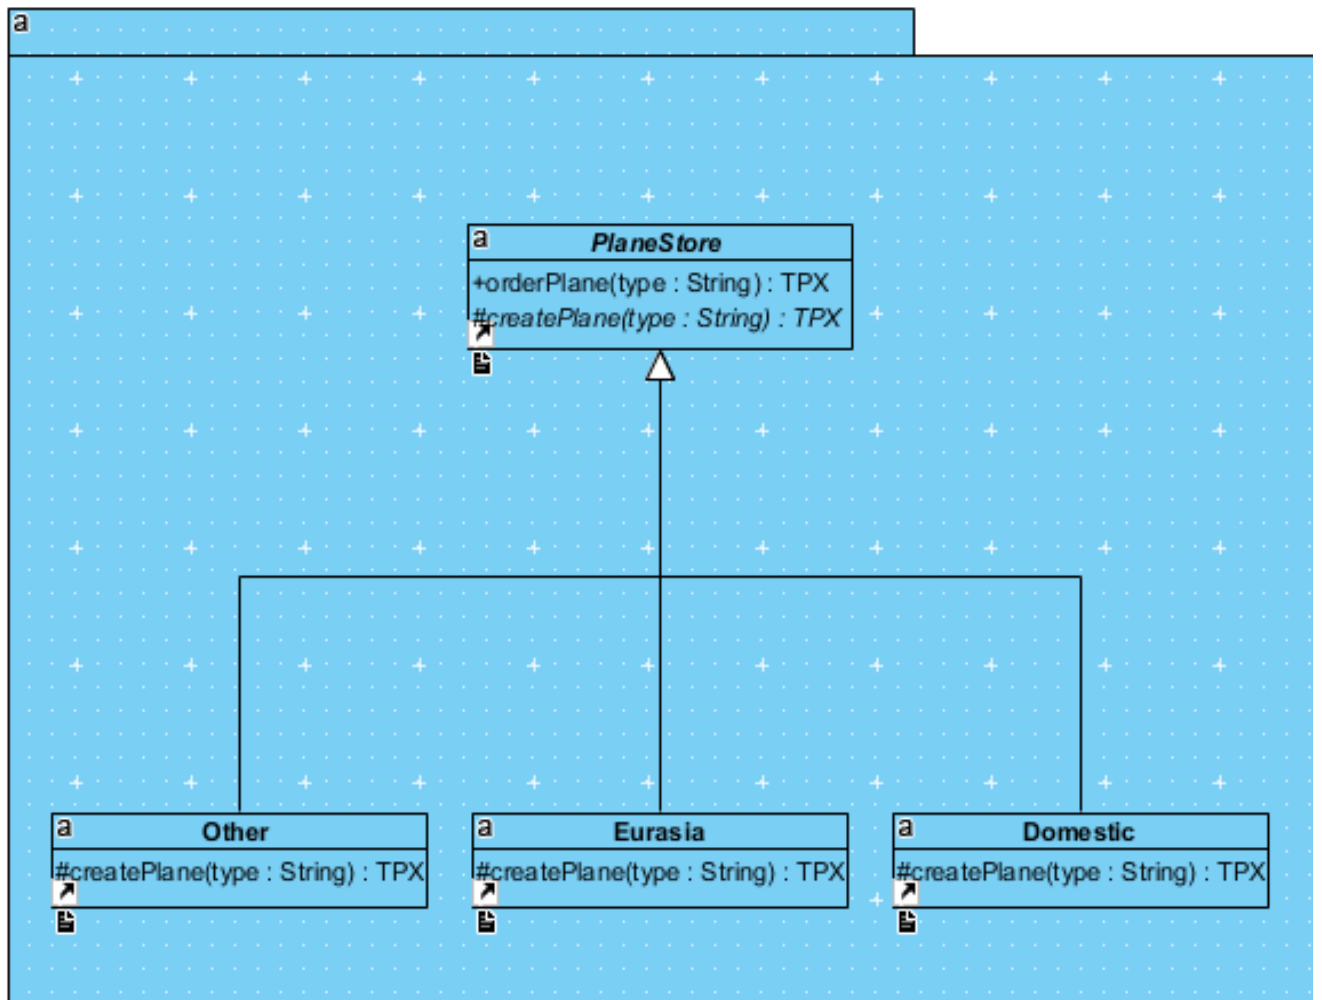 a
a
PlaneStore
+orderPlane(type : String) : TPX
#createPlane(type : String) : TPX
a
Other
#createPlane(type : String) : TPX
a
Eurasia
#createPlane(type : String) : TPX
a
Domestic
#createPlane(type : String) : TPX